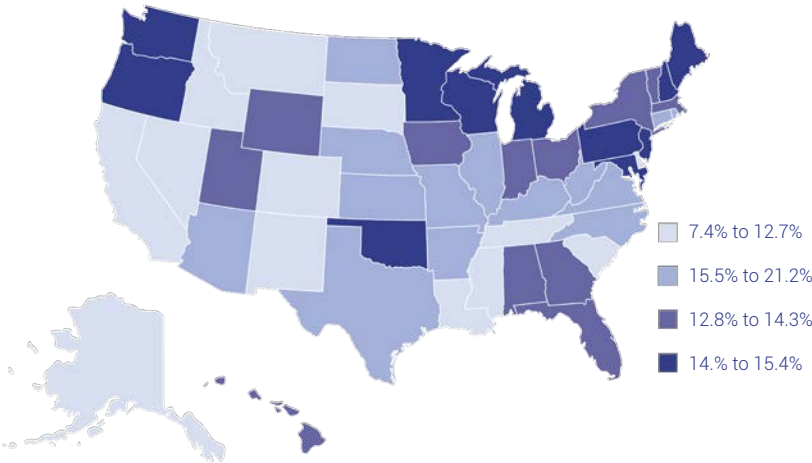 7.4% to 12.7%
15.5% to 21.2%
12.8% to 14.3%
14.% to 15.4%